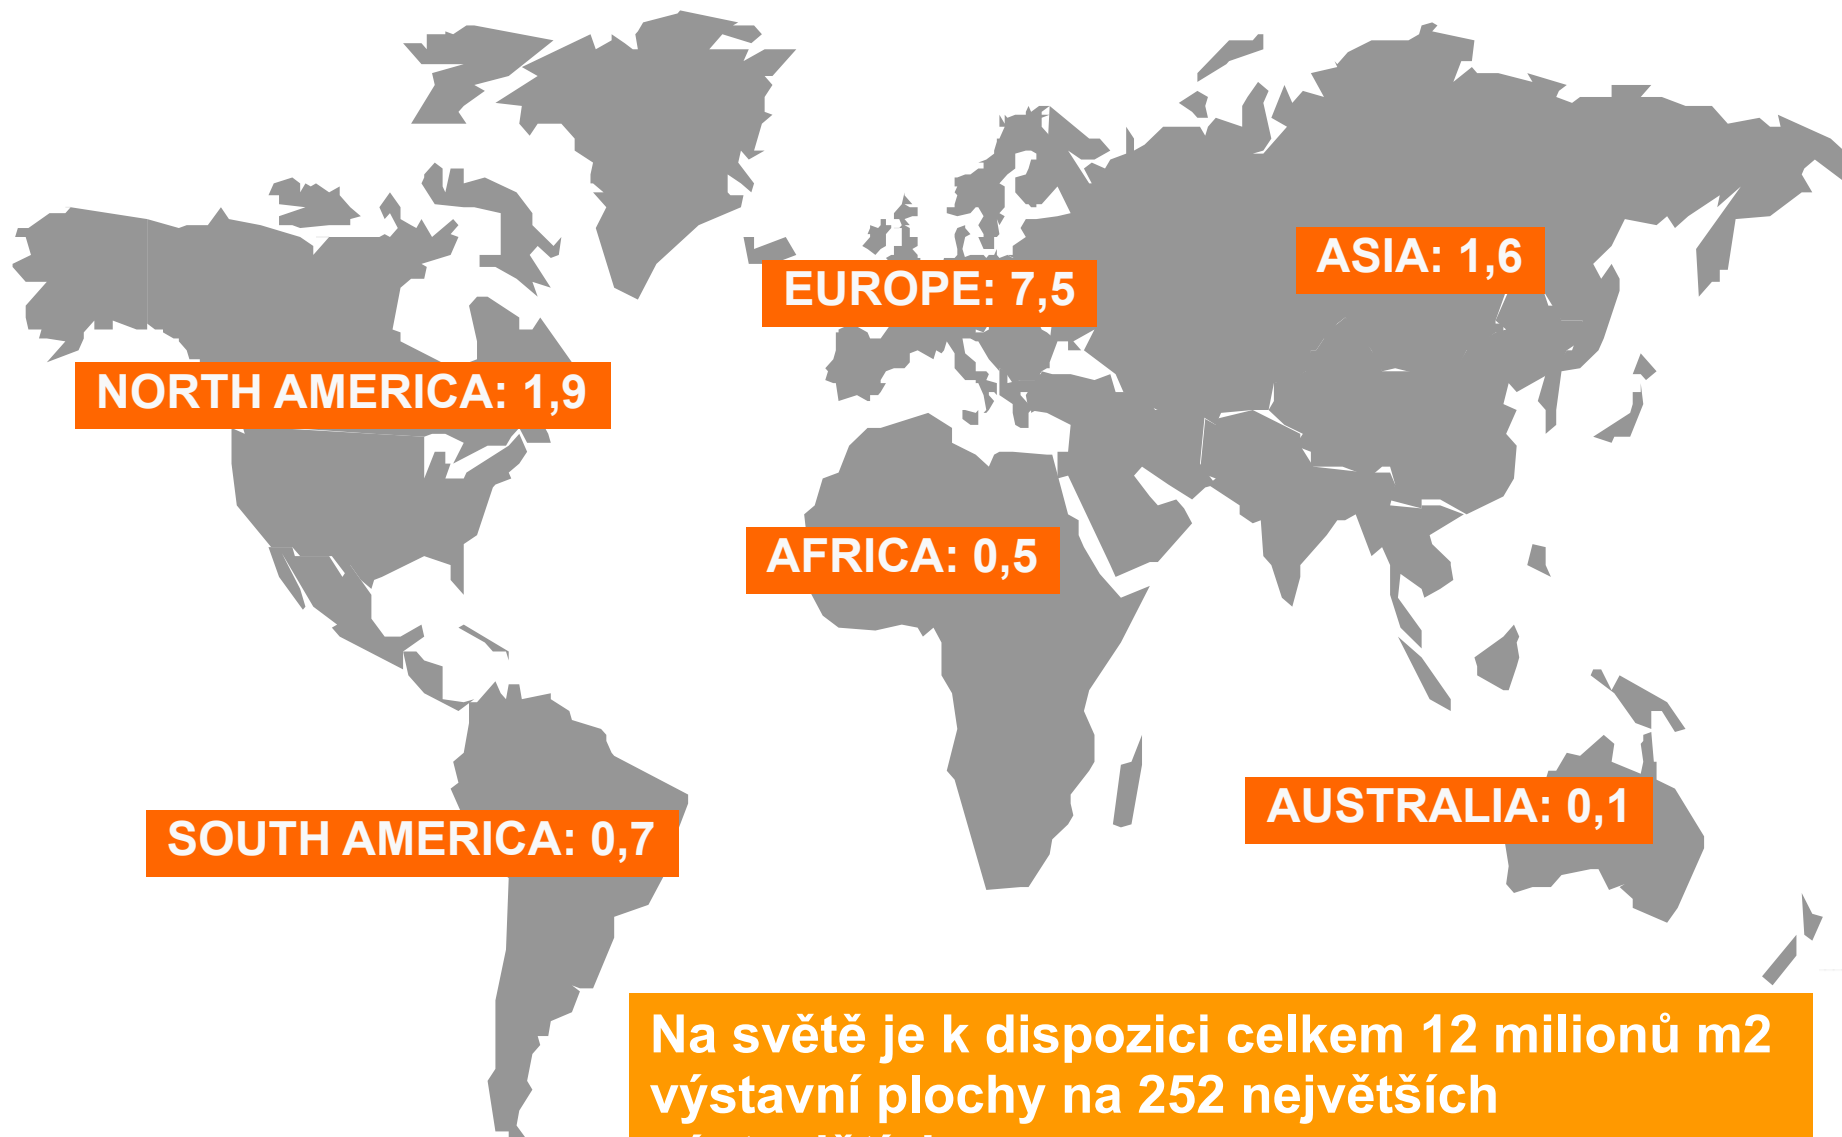 ASIA: 1,6
EUROPE: 7,5
NORTH AMERICA: 1,9
AFRICA: 0,5
AUSTRALIA: 0,1
SOUTH AMERICA: 0,7
Na světě je k dispozici celkem 12 milionů m2
výstavní plochy na 252 největších